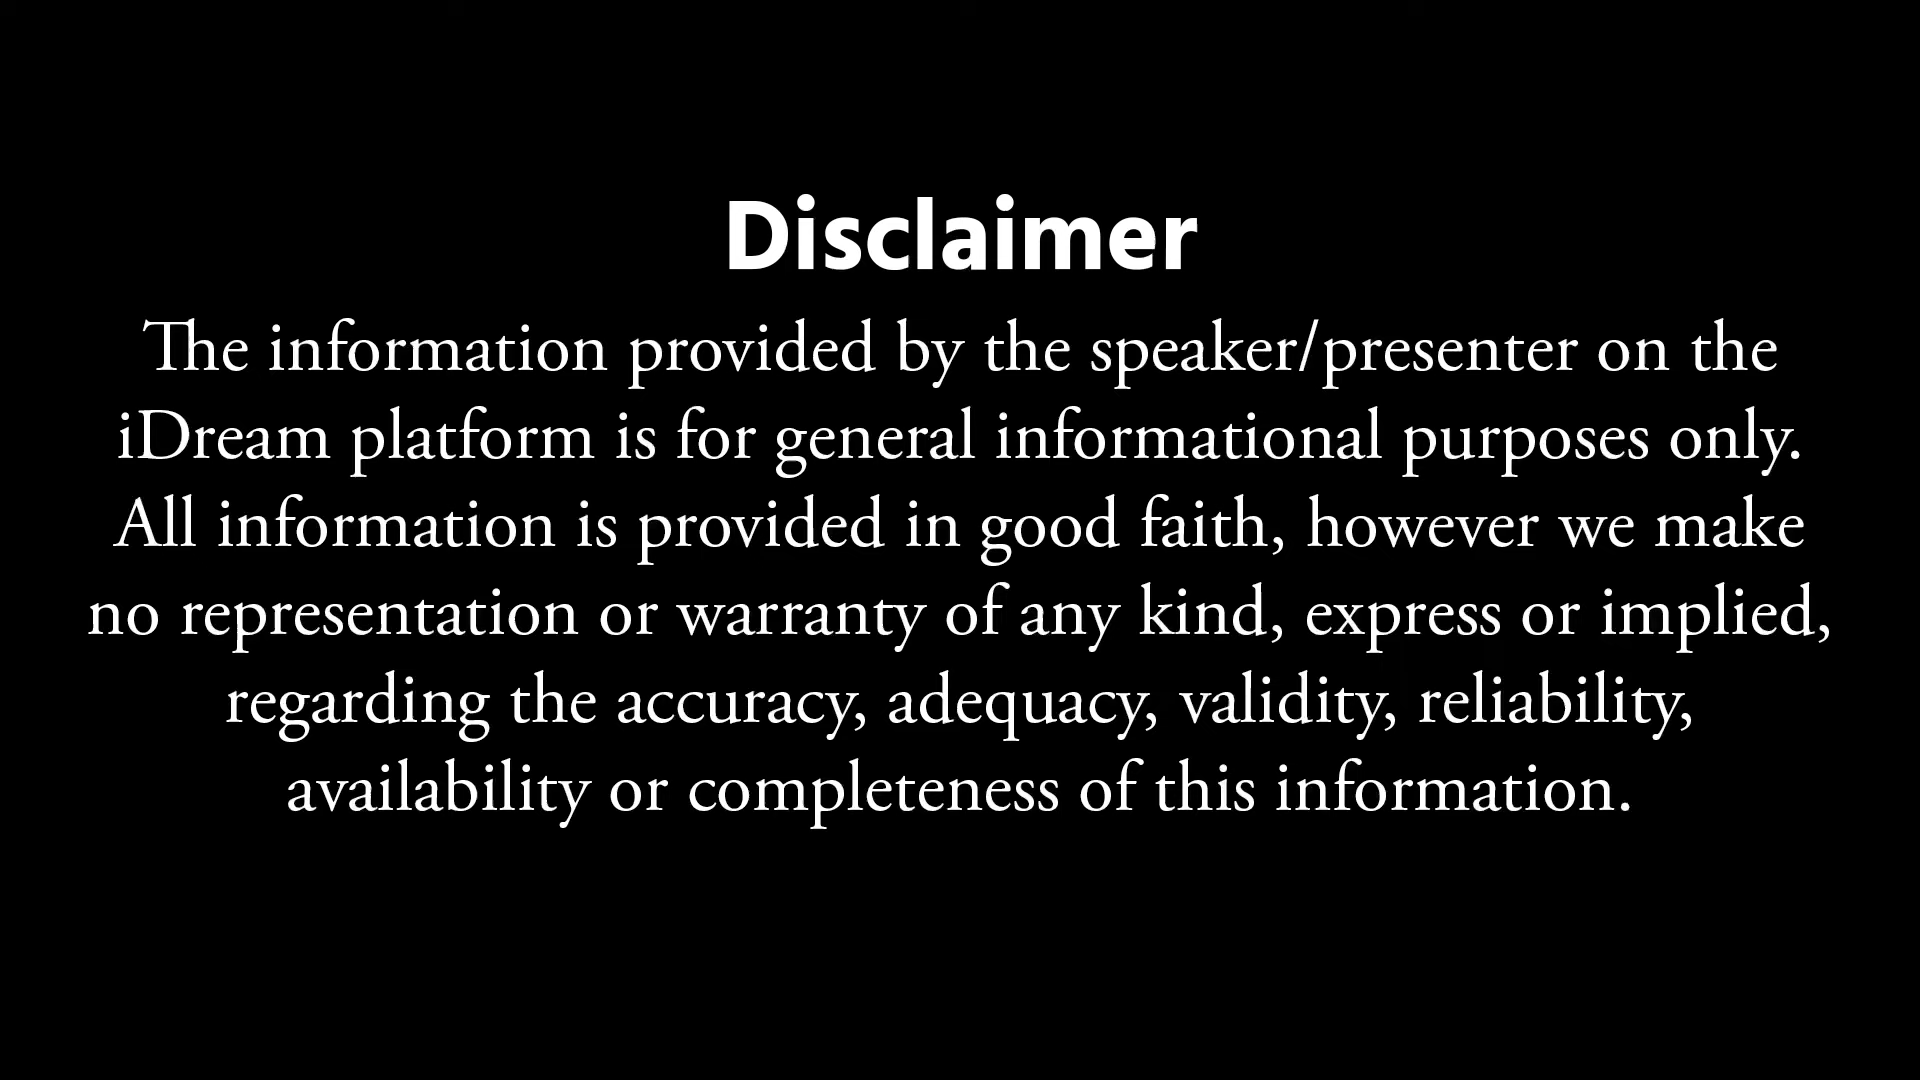 Disclaimer
The information provided by the speaker/presenter on the
iDream platform is for general informational purposes only.
All information is provided in good faith, however we make
no representation or warranty of any kind, express or implied,
regarding the accuracy, adequacy, validity, reliability,
availability or completeness of this information.